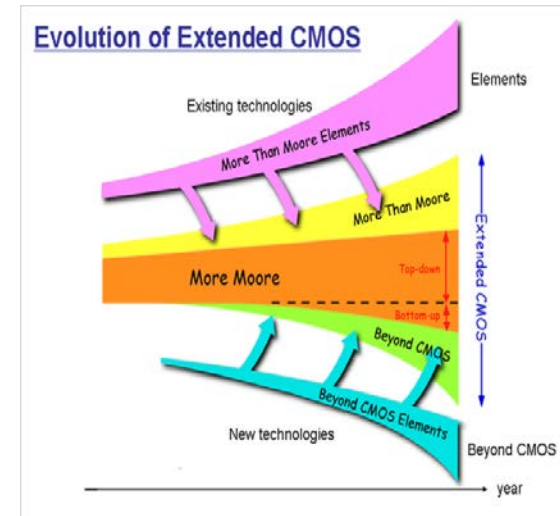 Evolution of Extended CMOS
Elements
Existing technologies
More Than Moore Elements
More Than Moore
More Moore
Top-down
Bottom-up
Extended CMOS
Beyond CMOS
Beyond CMOS Elements
New technologies
Beyond CMOS
year